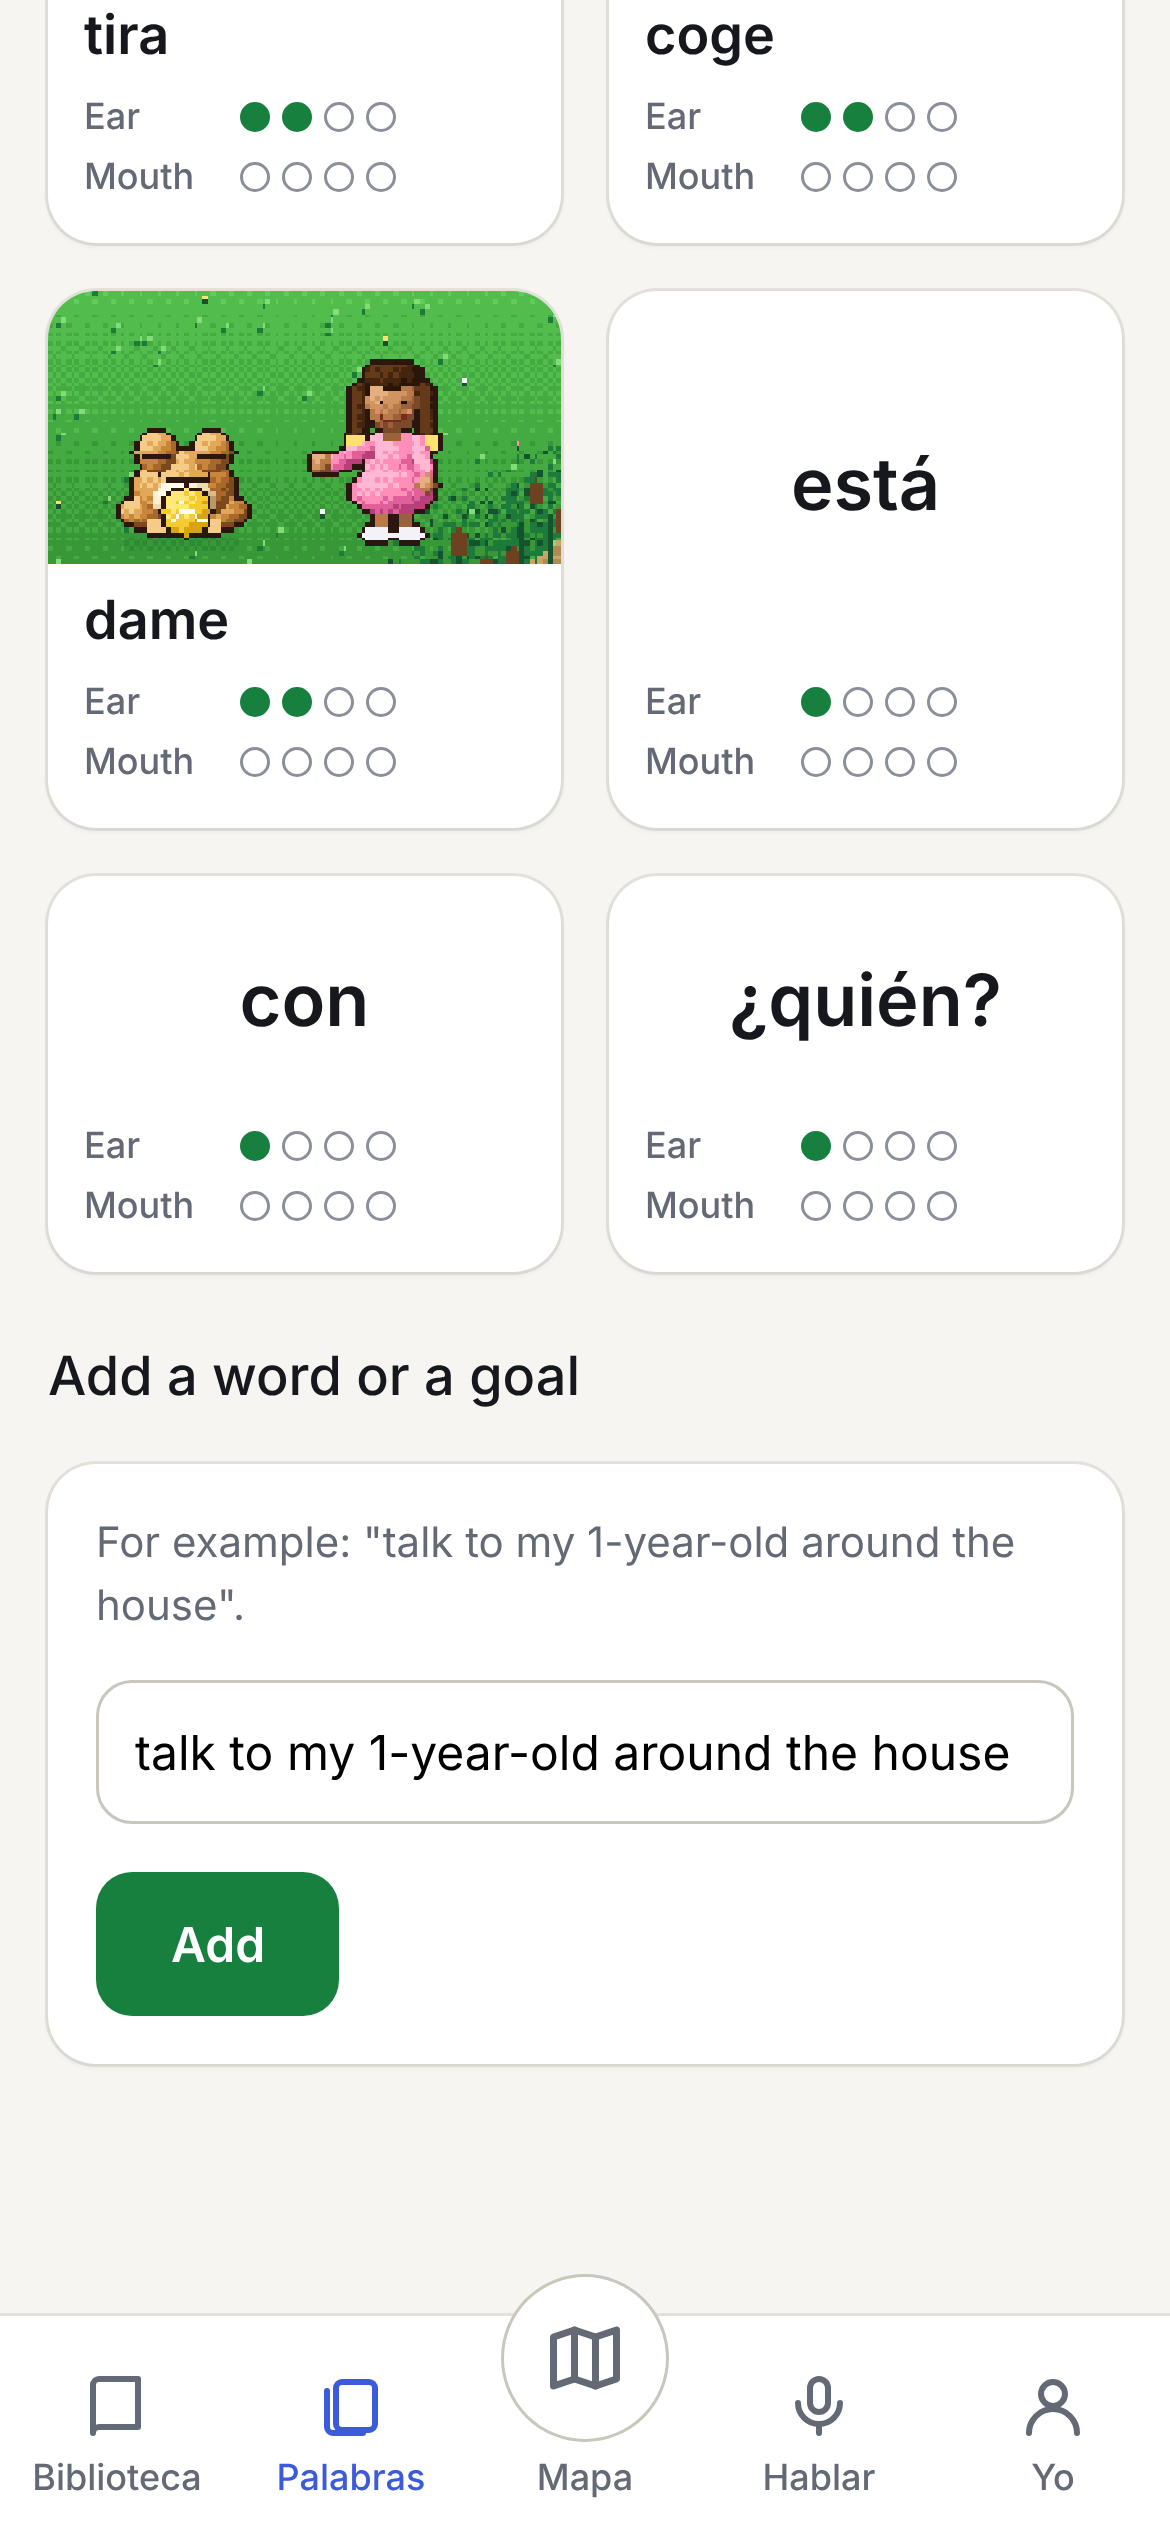 tira
coge
Ear
Ear
Mouth
Mouth
dame
está
Ear
Ear
Mouth
Mouth
con
¿quién?
Ear
Ear
Mouth
Mouth
Add a word or a goal
For example: "talk to my 1-year-old around the
house".
talk to my 1-year-old around the house
Add
Biblioteca
Palabras
Mapa
Hablar
Yo